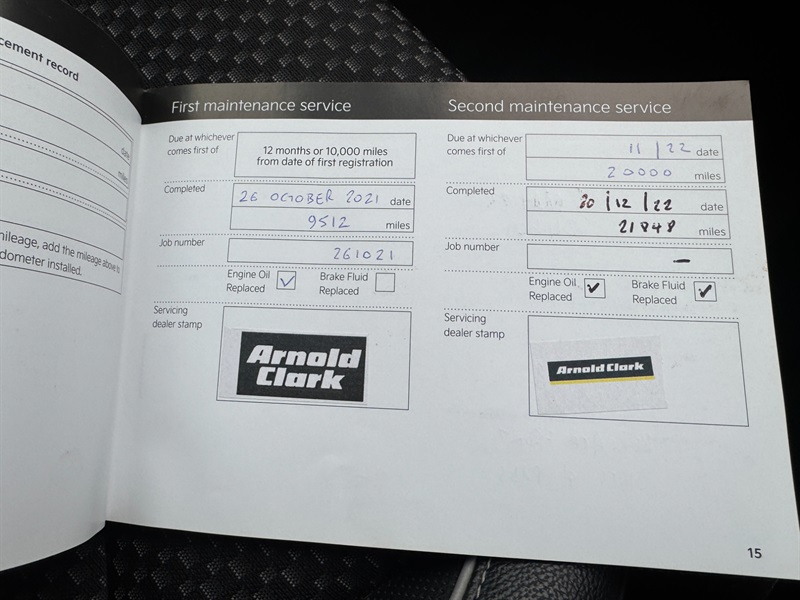 cement record
date
miles
mileage, add the mileage above to
dometer installed.
First maintenance service
Due at whichever
comes first of
12 months or 10,000 miles
from date of first registration
Completed
26 OCTOBER 2021 date
9512 miles
Job number
261021
Engine Oil
Replaced
Brake Fluid
Replaced
Servicing
dealer stamp
Arnold
Clark
Second maintenance service
Due at whichever
comes first of
11/22 date
20000 miles
Completed
20/12/22 date
21848 miles
Job number
-
Engine Oil
Replaced
Brake Fluid
Replaced
Servicing
dealer stamp
Arnold Clark
15